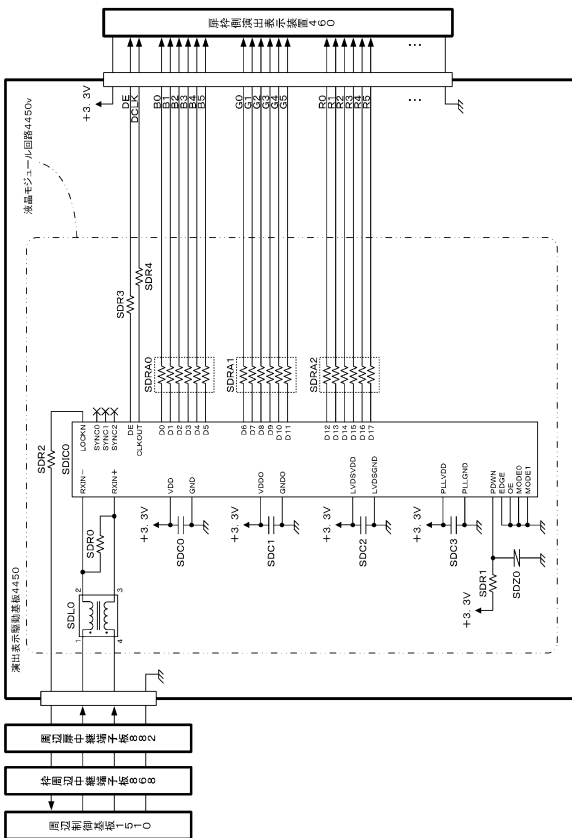 演出表示駆動基板4450
液晶モジュール回路4450v
周辺制御基板1510
枠周辺中継端子板868
周辺扉中継端子板882
扉枠側演出表示装置460
SDR2
SDIC0
SDL0
1
2
3
4
SDR0
LOCKN
SYNC0
SYNC1
SYNC2
RXIN−
RXIN+
DE
CLKOUT
SDR3
SDR4
DE
DCLK
+3.3V
VDD
GND
+3.3V
SDC0
D0
D1
D2
D3
D4
D5
SDRA0
B0
B1
B2
B3
B4
B5
VDDO
GNDO
+3.3V
SDC1
D6
D7
D8
D9
D10
D11
SDRA1
G0
G1
G2
G3
G4
G5
LVDSVDD
LVDSGND
+3.3V
SDC2
D12
D13
D14
D15
D16
D17
SDRA2
R0
R1
R2
R3
R4
R5
PLLVDD
PLLGND
+3.3V
SDC3
PDWN
EDGE
OE
MODE0
MODE1
+3.3V
SDR1
SDZ0
…
…